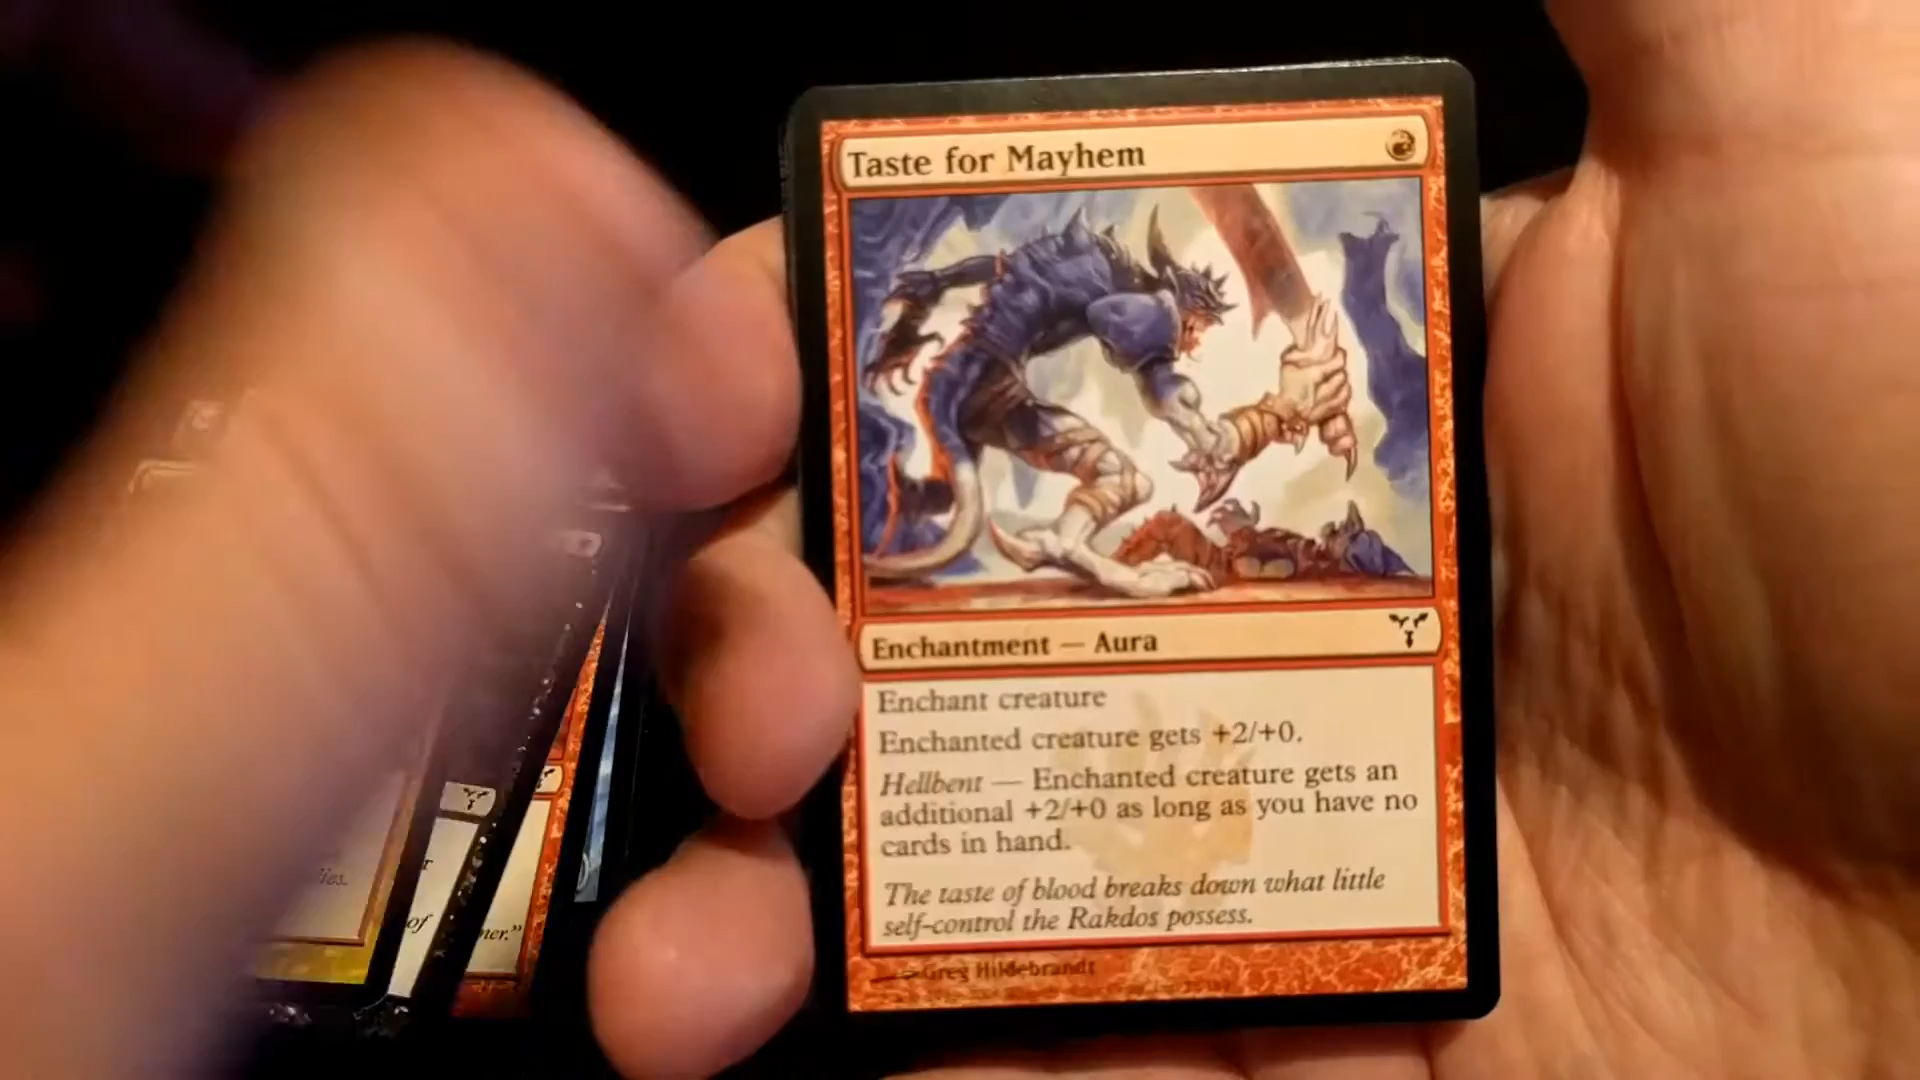 Taste for Mayhem
Enchantment — Aura
Enchant creature
Enchanted creature gets +2/+0.
Hellbent — Enchanted creature gets an
additional +2/+0 as long as you have no
cards in hand.
The taste of blood breaks down what little
self-control the Rakdos possess.
Greg Hildebrandt
of
ner."